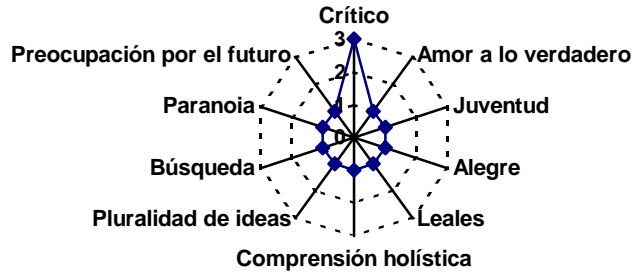 Crítico
3
Preocupación por el futuro
Amor a lo verdadero
2
Paranoia
1
Juventud
0
Búsqueda
Alegre
Pluralidad de ideas
Leales
Comprensión holística